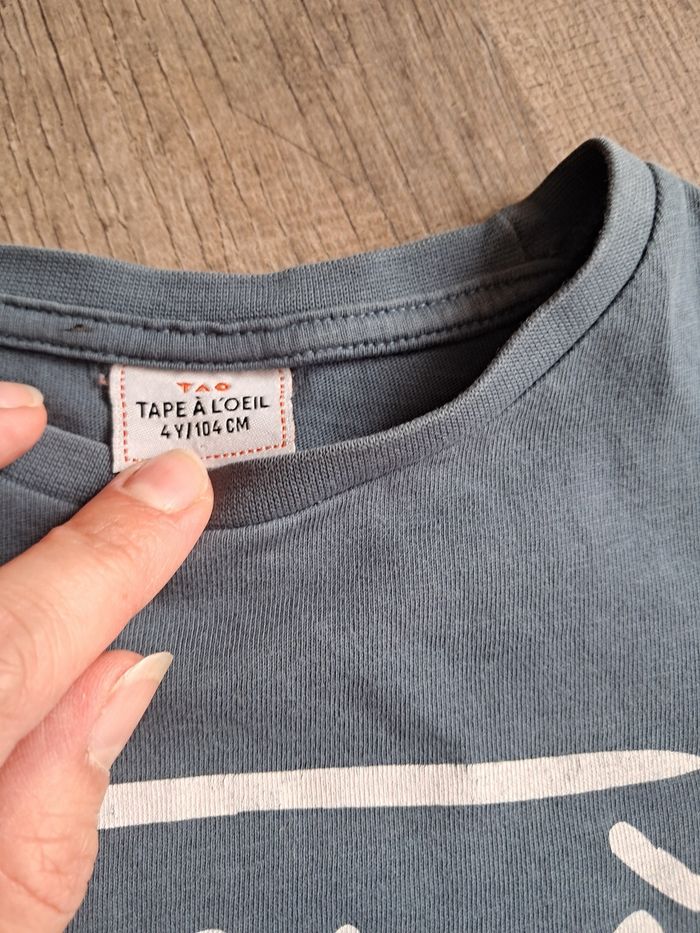 TAO
TAPE À L'OEIL
4Y/104 CM